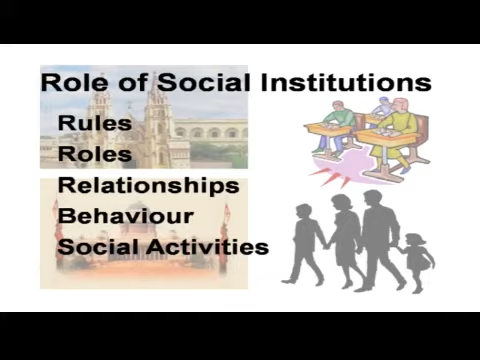 Role of Social Institutions
Rules
Roles
Relationships
Behaviour
Social Activities